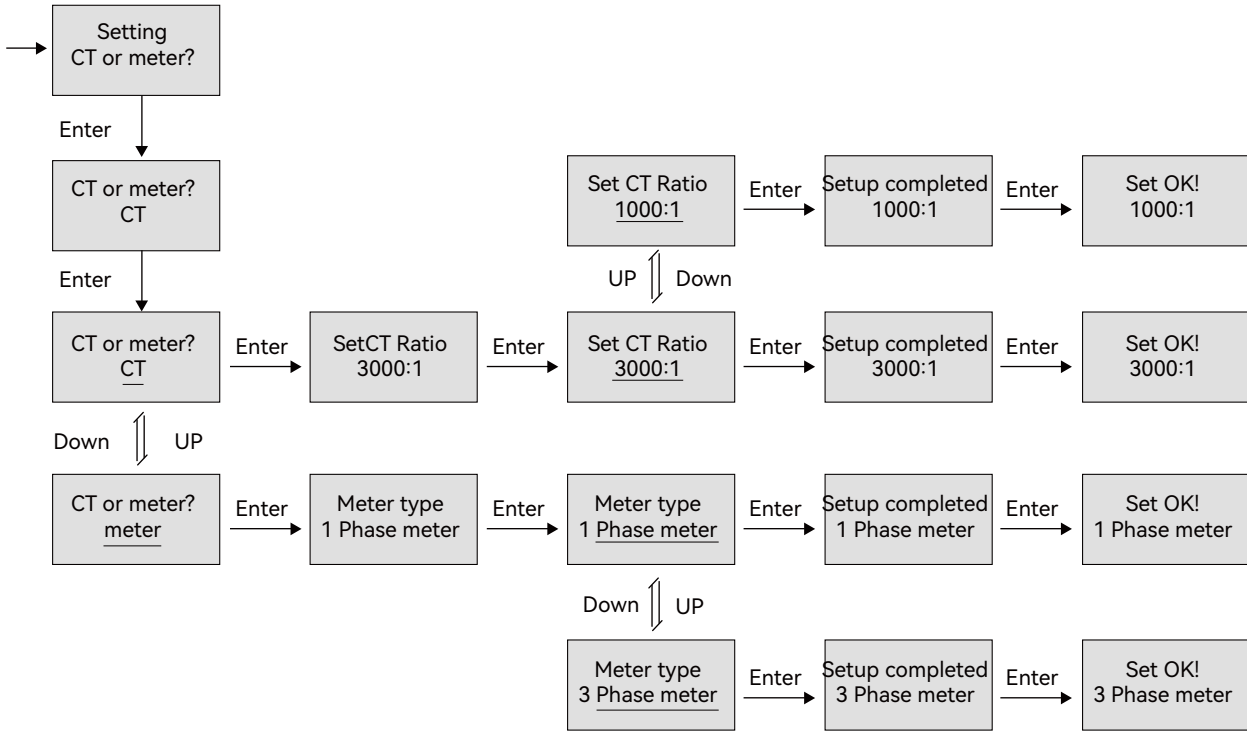 Setting
CT or meter?
Enter
CT or meter?
CT
Enter
Set CT Ratio
1000:1
Enter
Setup completed
1000:1
Enter
Set OK!
1000:1
UP
Down
CT or meter?
CT
Enter
SetCT Ratio
3000:1
Enter
Set CT Ratio
3000:1
Enter
Setup completed
3000:1
Enter
Set OK!
3000:1
Down
UP
CT or meter?
meter
Enter
Meter type
1 Phase meter
Enter
Meter type
1 Phase meter
Enter
Setup completed
1 Phase meter
Enter
Set OK!
1 Phase meter
Down
UP
Meter type
3 Phase meter
Enter
Setup completed
3 Phase meter
Enter
Set OK!
3 Phase meter